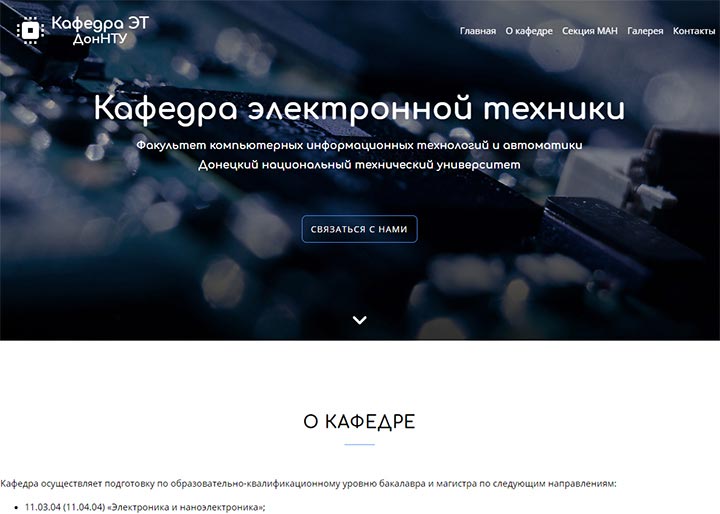 Кафедра ЭТ
ДонНТУ
Главная О кафедре Секция МАН Галерея Контакты
Кафедра электронной техники
Факультет компьютерных информационных технологий и автоматики
Донецкий национальный технический университет
СВЯЗАТЬСЯ С НАМИ
О КАФЕДРЕ
Кафедра осуществляет подготовку по образовательно-квалификационному уровню бакалавра и магистра по следующим направлениям:
• 11.03.04 (11.04.04) «Электроника и наноэлектроника»;